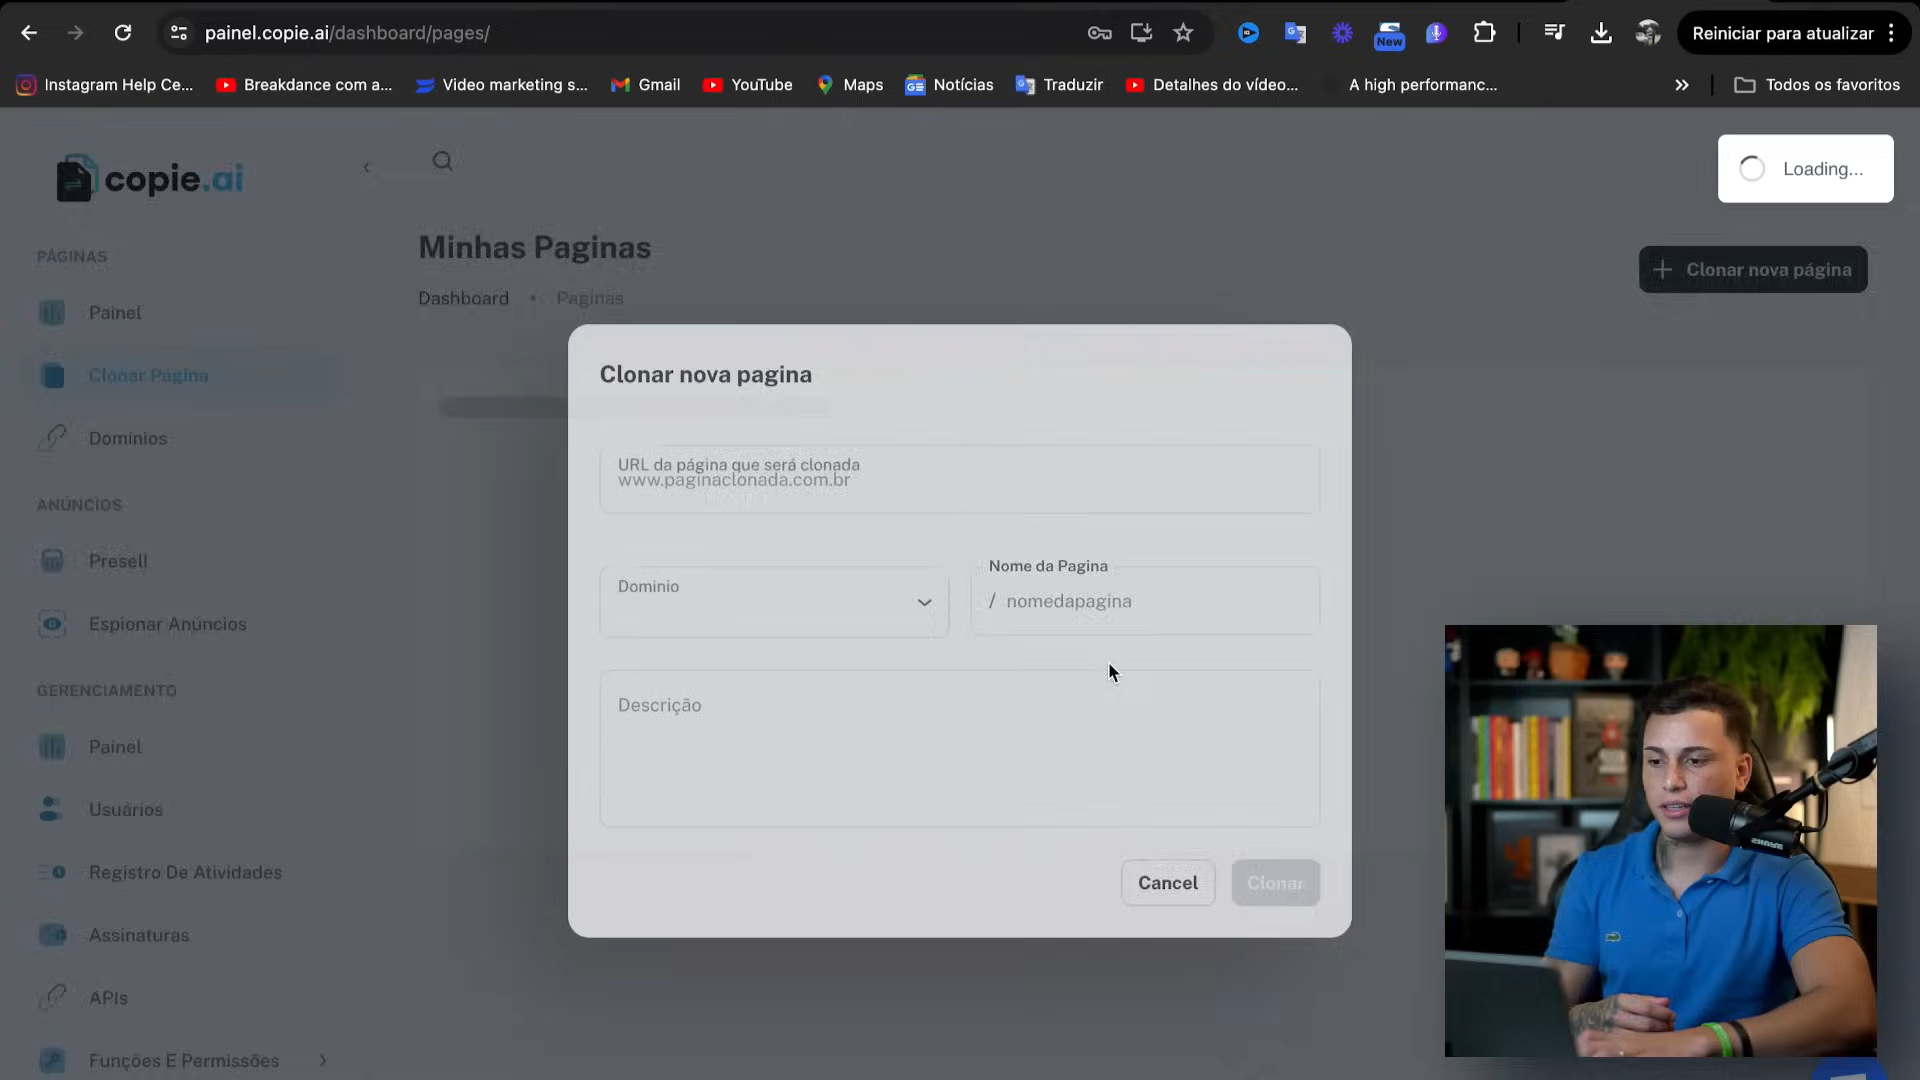 painel.copie.ai/dashboard/pages/
New
Reiniciar para atualizar
Instagram Help Ce...
Breakdance com a...
Video marketing s...
Gmail
YouTube
Maps
Notícias
Traduzir
Detalhes do vídeo...
A high performanc...
Todos os favoritos
copie.ai
Loading...
Minhas Paginas
Clonar nova página
Dashboard • Paginas
PÁGINAS
Painel
Clonar Página
Domínios
ANÚNCIOS
Presell
Espionar Anúncios
GERENCIAMENTO
Painel
Usuários
Registro De Atividades
Assinaturas
APIs
Funções E Permissões
Clonar nova pagina
URL da página que será clonada
www.paginaclonada.com.br
Dominio
Nome da Pagina
/ nomedapagina
Descrição
Cancel
Clonar
SHURE